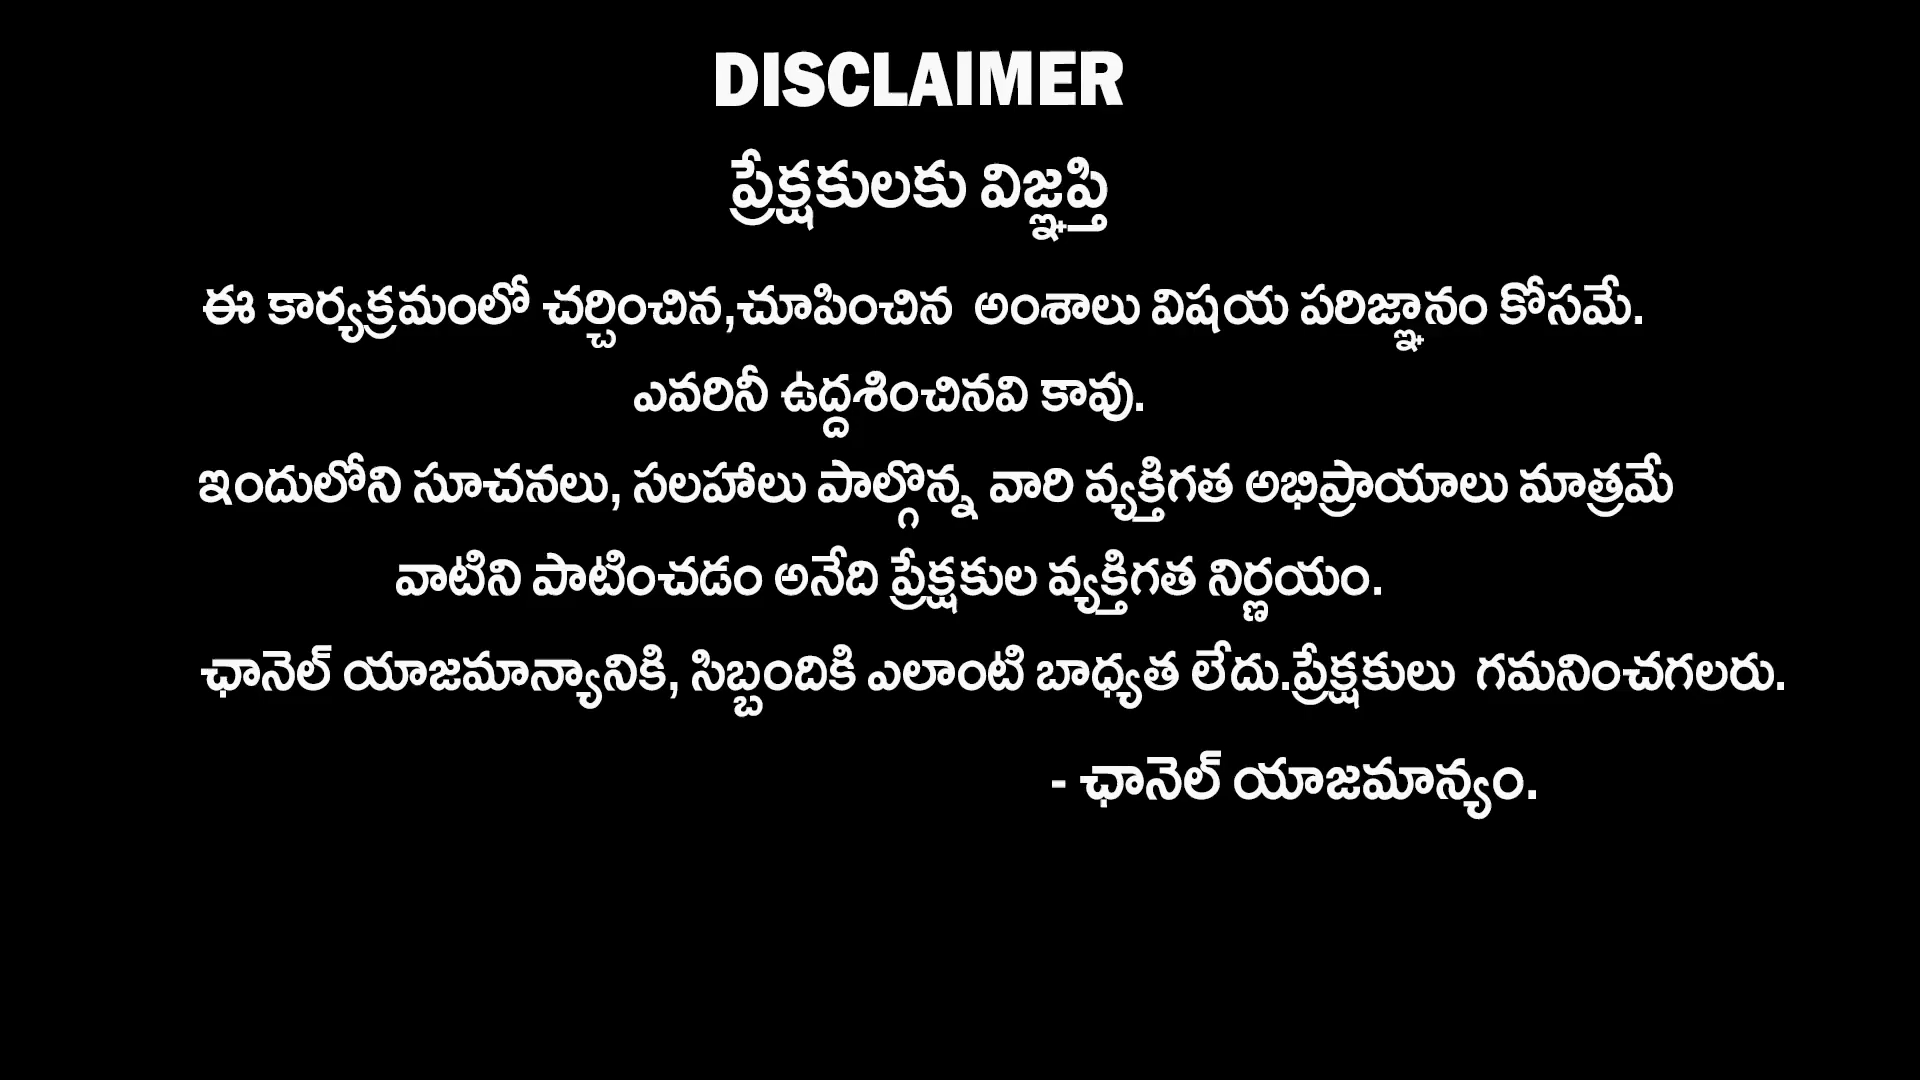 DISCLAIMER
ప్రేక్షకులకు విజ్ఞప్తి
ఈ కార్యక్రమంలో చర్చించిన,చూపించిన అంశాలు విషయ పరిజ్ఞానం కోసమే.
ఎవరినీ ఉద్దశించినవి కావు.
ఇందులోని సూచనలు, సలహాలు పాల్గొన్న వారి వ్యక్తిగత అభిప్రాయాలు మాత్రమే
వాటిని పాటించడం అనేది ప్రేక్షకుల వ్యక్తిగత నిర్ణయం.
ఛానెల్ యాజమాన్యానికి, సిబ్బందికి ఎలాంటి బాధ్యత లేదు.ప్రేక్షకులు గమనించగలరు.
- ఛానెల్ యాజమాన్యం.